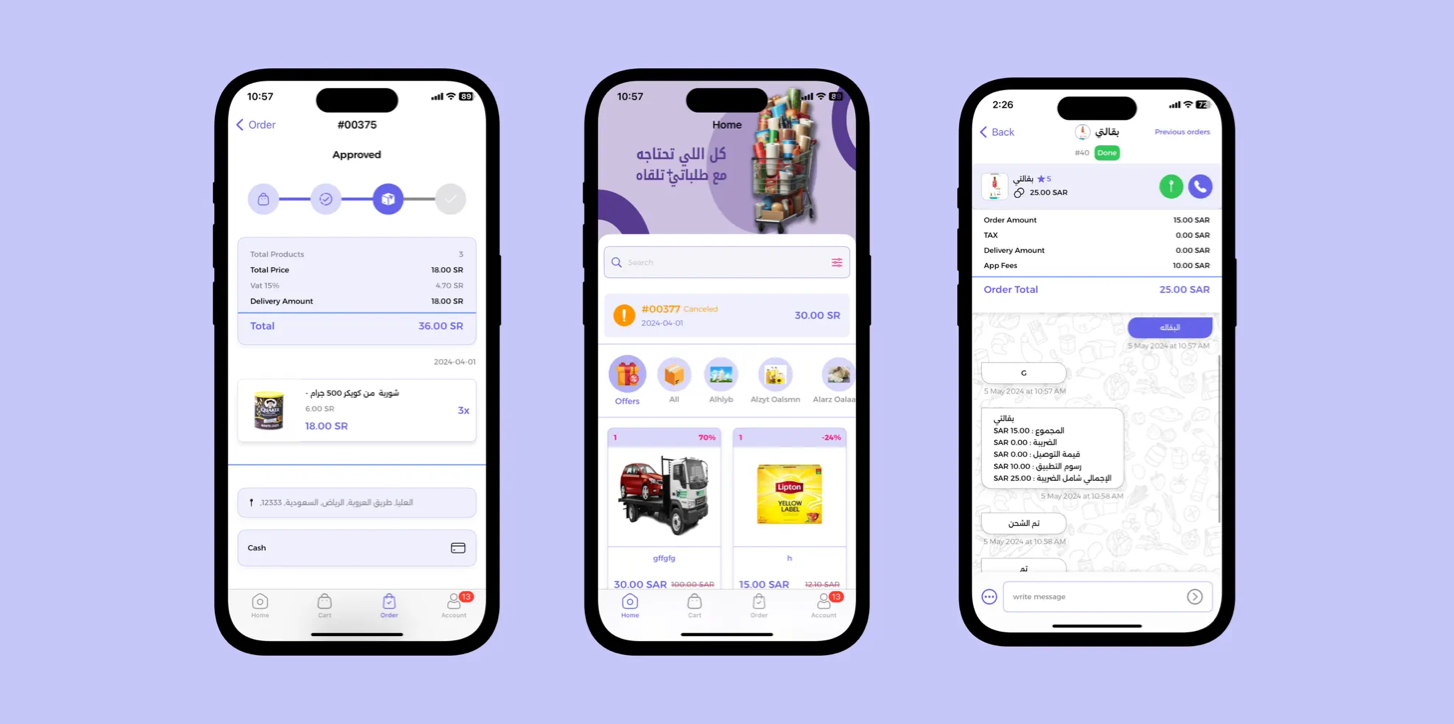 10:57
89
Order
#00375
Approved
Total Products 3
Total Price 18.00 SR
Vat 15% 4.70 SR
Delivery Amount 18.00 SR
Total 36.00 SR
2024-04-01
شوربة من كويكر 500 جرام -
6.00 SR
18.00 SR
3x
QUAKER
العليا, طريق العروبة, الرياض, السعودية, 12333,
Cash
Home
Cart
Order
Account
13
10:57
89
Home
كل اللي تحتاجه
مع طلباتي تلقاه
Search
#00377 Canceled
2024-04-01
30.00 SR
Offers
All
Alhlyb
Alzyt Oalsmn
Alarz Oalaa
1 70%
gffgfg
30.00 SAR 100.00 SAR
1 -24%
Lipton
YELLOW
LABEL
h
15.00 SAR 12.10 SAR
Home
Cart
Order
Account
13
2:26
72
Back
بقالتي
Previous orders
#40 Done
بقالتي 5
25.00 SAR
Order Amount 15.00 SAR
TAX 0.00 SAR
Delivery Amount 0.00 SAR
App Fees 10.00 SAR
Order Total 25.00 SAR
البقاله
5 May 2024 at 10:57 AM
G
5 May 2024 at 10:57 AM
بقالتي
المجموع : 15.00 SAR
الضريبة : 0.00 SAR
قيمة التوصيل : 0.00 SAR
رسوم التطبيق : 10.00 SAR
الإجمالي شامل الضريبة : 25.00 SAR
5 May 2024 at 10:58 AM
تم الشحن
5 May 2024 at 10:58 AM
تم
write message